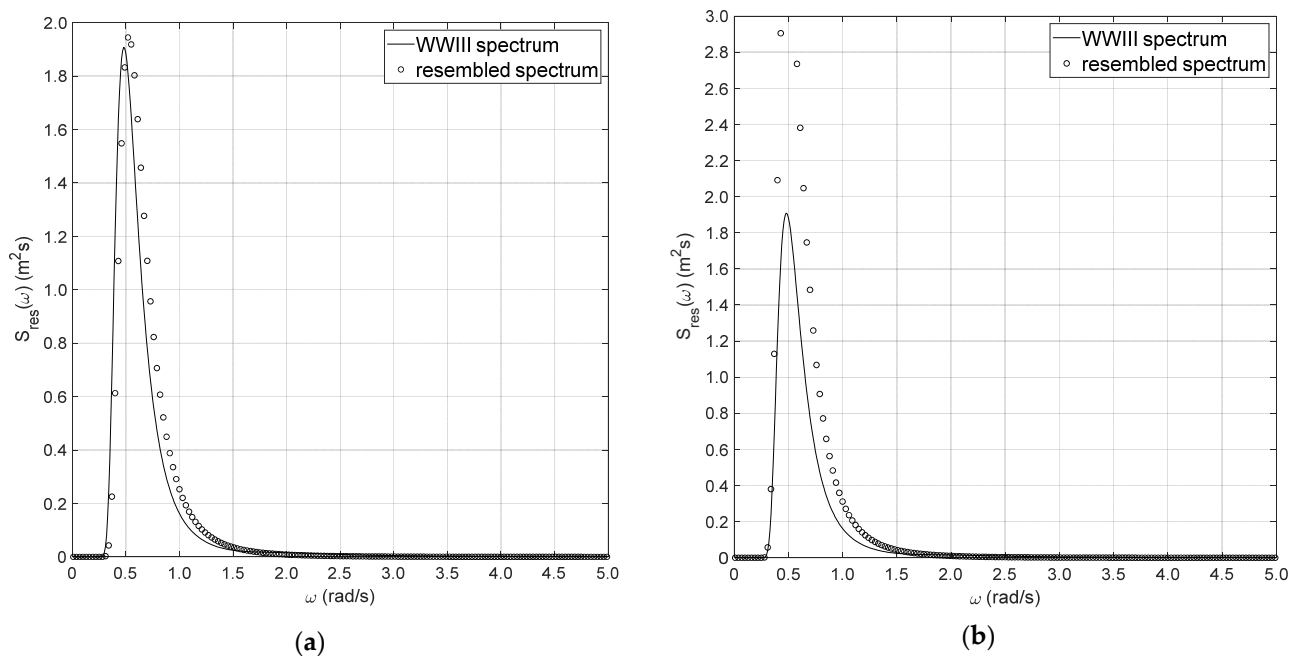 2.0
1.8
1.6
1.4
1.2
1.0
0.8
0.6
0.4
0.2
0
S_res(ω) (m²s)
0 0.5 1.0 1.5 2.0 2.5 3.0 3.5 4.0 4.5 5.0
ω (rad/s)
WWIII spectrum
resembled spectrum
(a)
3.0
2.8
2.6
2.4
2.2
2.0
1.8
1.6
1.4
1.2
1.0
0.8
0.6
0.4
0.2
0
S_res(ω) (m²s)
0 0.5 1.0 1.5 2.0 2.5 3.0 3.5 4.0 4.5 5.0
ω (rad/s)
WWIII spectrum
resembled spectrum
(b)